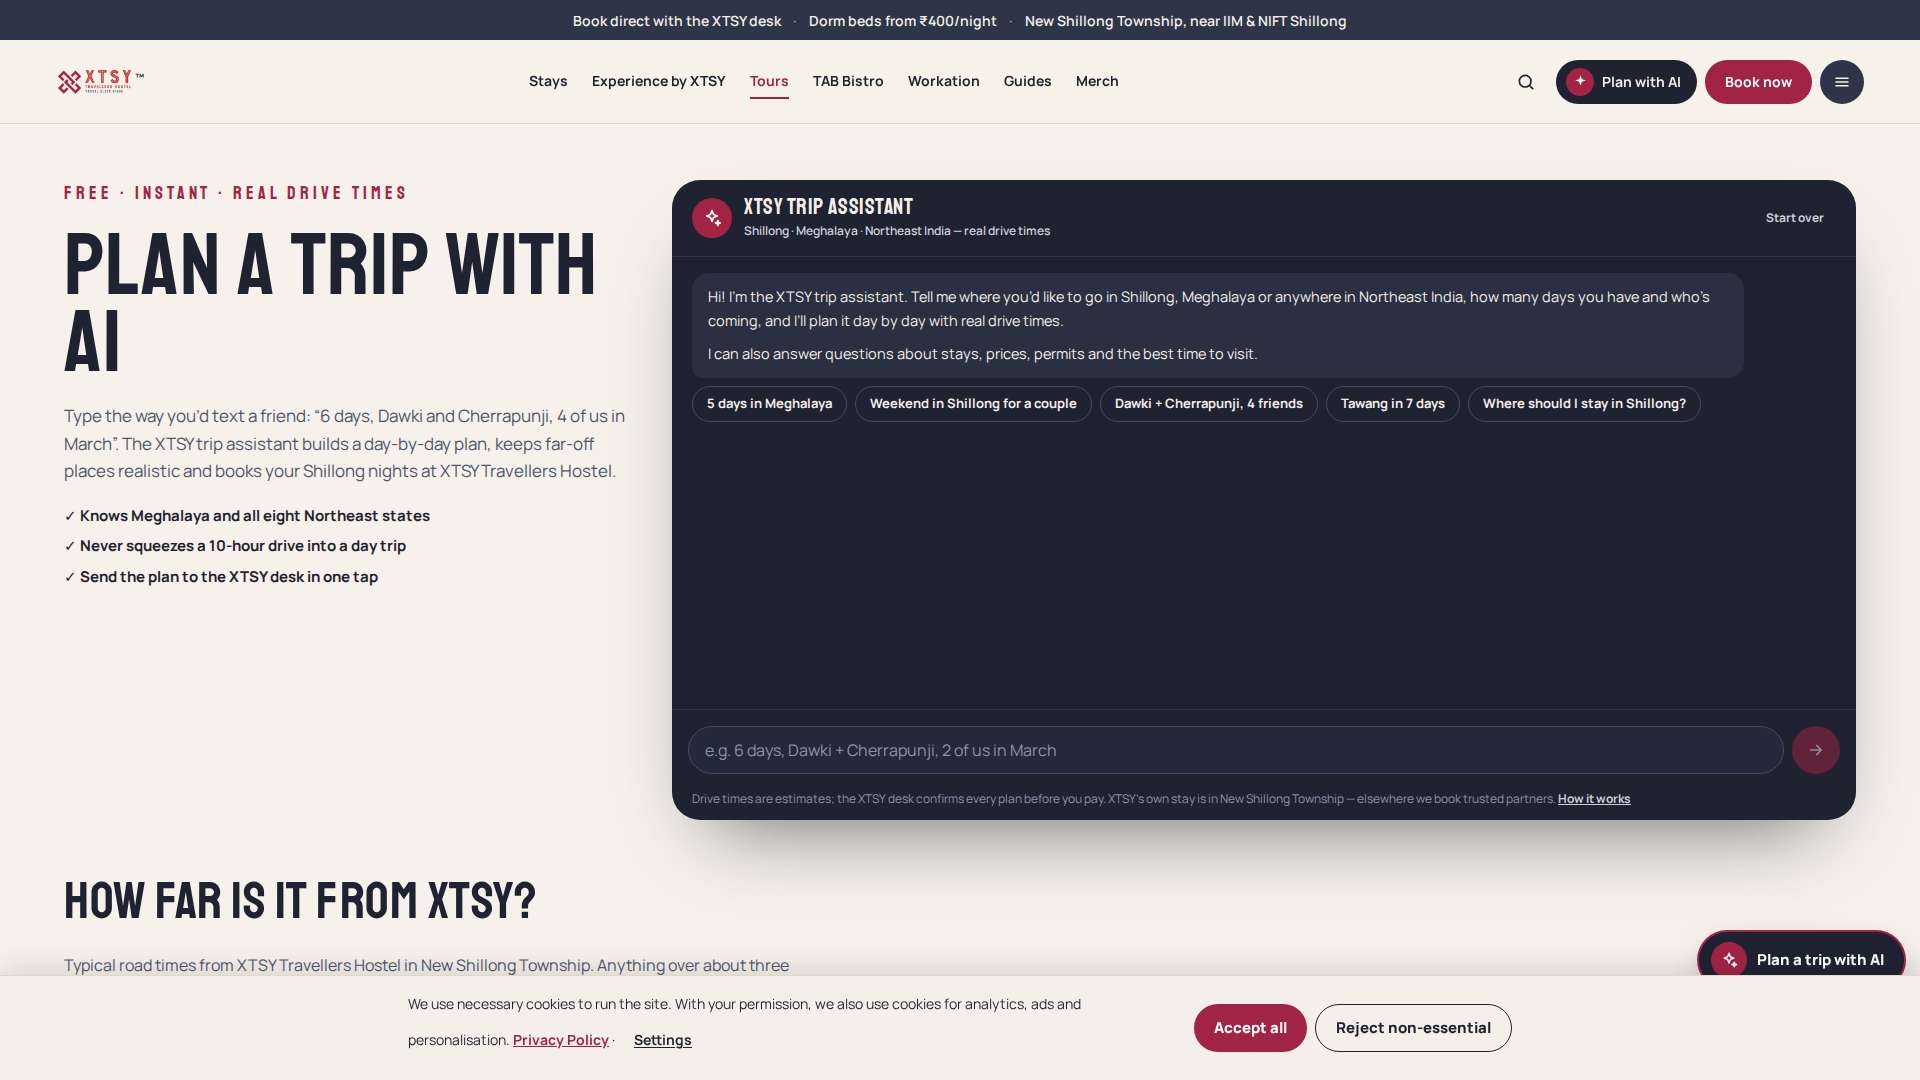 Book direct with the XTSY desk · Dorm beds from ₹400/night · New Shillong Township, near IIM & NIFT Shillong
XTSY™
Stays Experience by XTSY Tours TAB Bistro Workation Guides Merch
Plan with AI
Book now
FREE · INSTANT · REAL DRIVE TIMES
PLAN A TRIP WITH
AI
Type the way you'd text a friend: “6 days, Dawki and Cherrapunji, 4 of us in
March”. The XTSY trip assistant builds a day-by-day plan, keeps far-off
places realistic and books your Shillong nights at XTSY Travellers Hostel.
✓ Knows Meghalaya and all eight Northeast states
✓ Never squeezes a 10-hour drive into a day trip
✓ Send the plan to the XTSY desk in one tap
XTSY TRIP ASSISTANT
Shillong · Meghalaya · Northeast India — real drive times
Start over
Hi! I'm the XTSY trip assistant. Tell me where you'd like to go in Shillong, Meghalaya or anywhere in Northeast India, how many days you have and who's
coming, and I'll plan it day by day with real drive times.
I can also answer questions about stays, prices, permits and the best time to visit.
5 days in Meghalaya
Weekend in Shillong for a couple
Dawki + Cherrapunji, 4 friends
Tawang in 7 days
Where should I stay in Shillong?
e.g. 6 days, Dawki + Cherrapunji, 2 of us in March
Drive times are estimates; the XTSY desk confirms every plan before you pay. XTSY's own stay is in New Shillong Township — elsewhere we book trusted partners. How it works
HOW FAR IS IT FROM XTSY?
Typical road times from XTSY Travellers Hostel in New Shillong Township. Anything over about three
Plan a trip with AI
We use necessary cookies to run the site. With your permission, we also use cookies for analytics, ads and
personalisation. Privacy Policy · Settings
Accept all
Reject non-essential